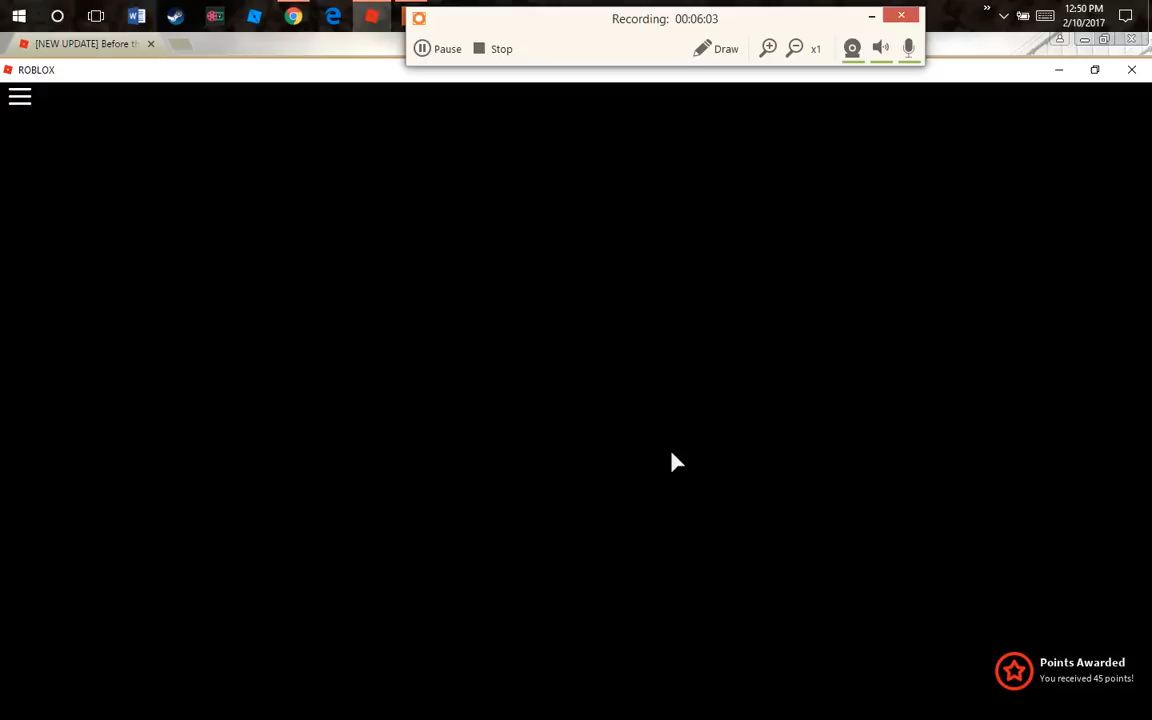 12:50 PM
2/10/2017
Recording: 00:06:03
[NEW UPDATE] Before th
Pause
Stop
Draw
x1
ROBLOX
Points Awarded
You received 45 points!